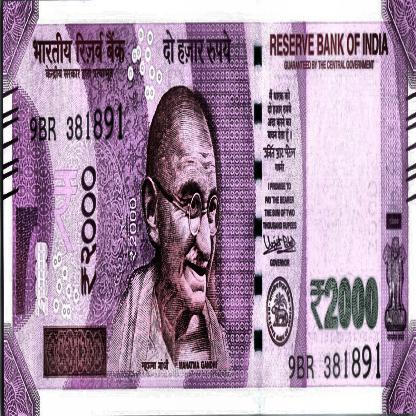 भारतीय रिज़र्व बैंक
केन्द्रीय सरकार द्वारा प्रत्याभूत
दो हज़ार रुपये
RESERVE BANK OF INDIA
GUARANTEED BY THE CENTRAL GOVERNMENT
9BR 381891
₹२०००
₹2000
मैं धारक को
दो हज़ार रुपये
अदा करने का
वचन देता हूँ।
I PROMISE TO
PAY THE BEARER
THE SUM OF TWO
THOUSAND RUPEES
GOVERNOR
₹2000
महात्मा गांधी MAHATMA GANDHI
9BR 381891